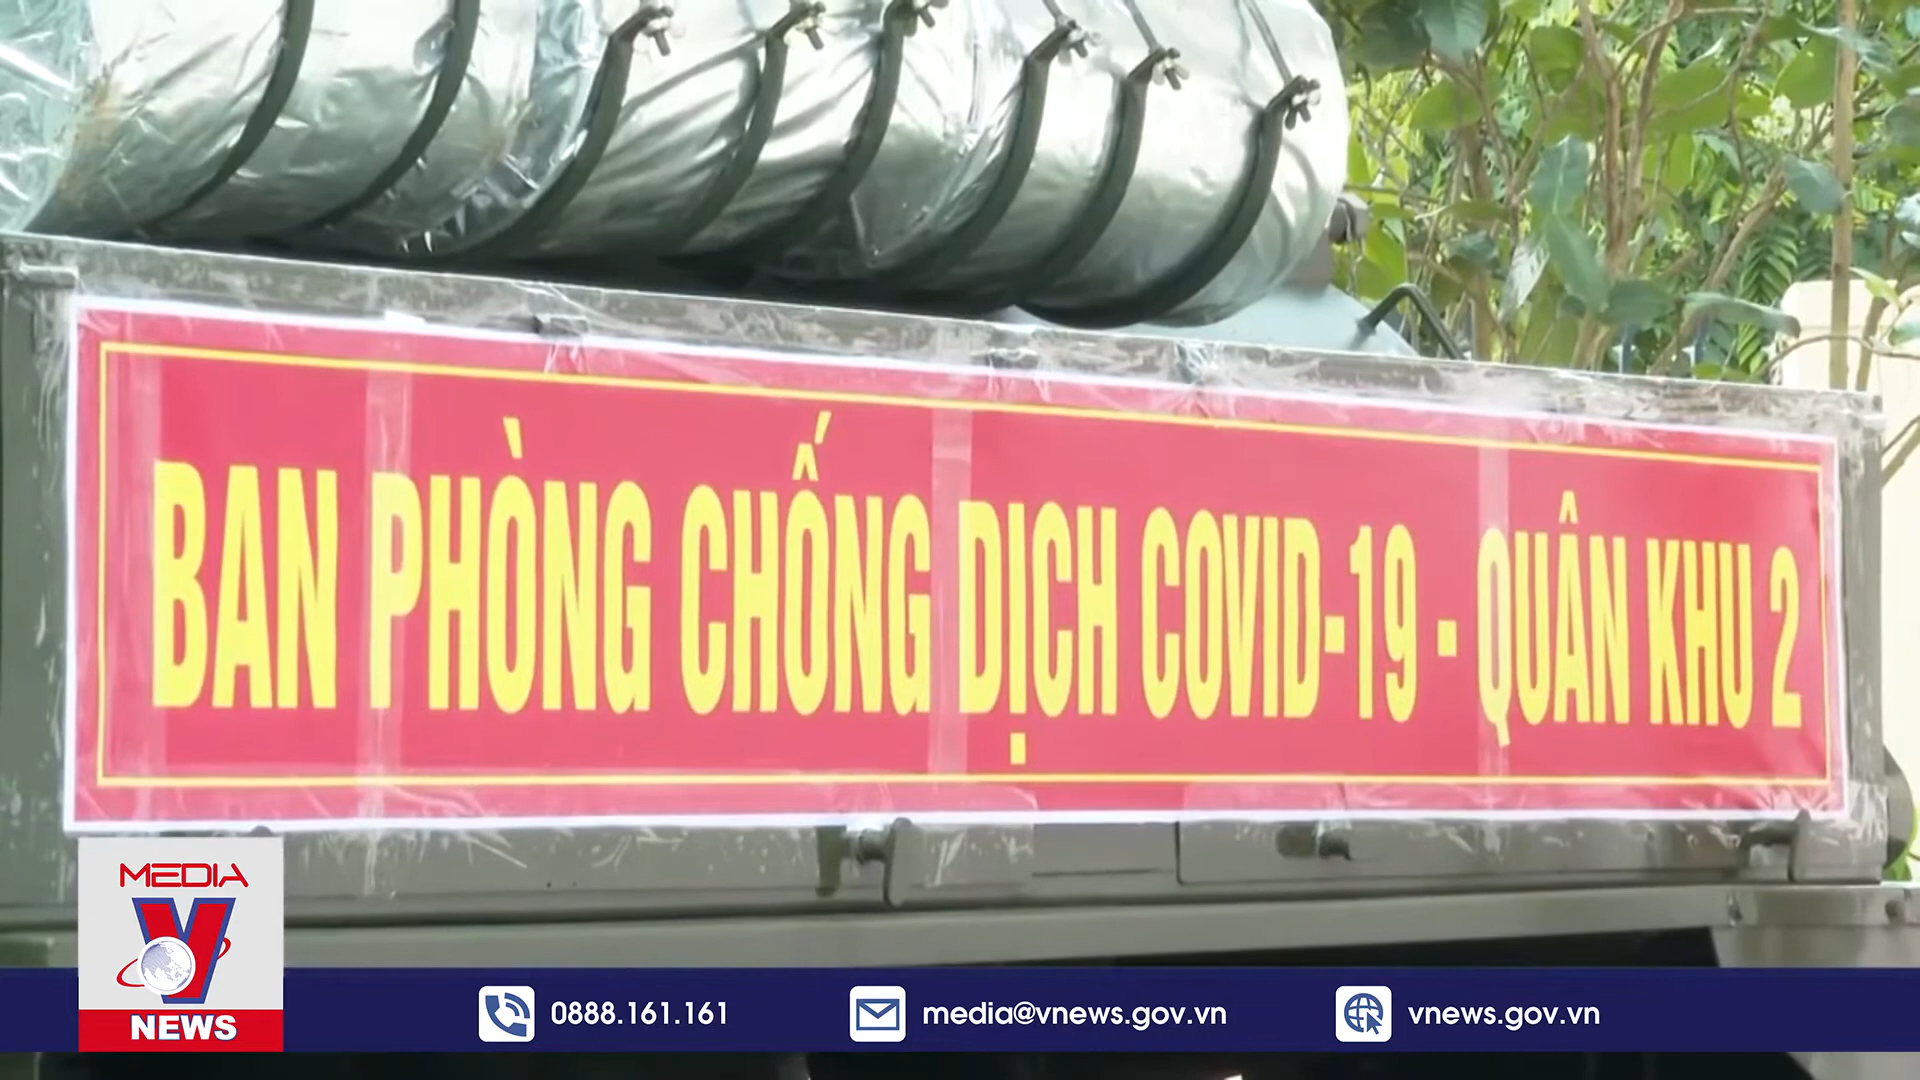 BAN PHÒNG CHỐNG DỊCH COVID-19 - QUÂN KHU 2
MEDIA
V
NEWS
0888.161.161
media@vnews.gov.vn
vnews.gov.vn